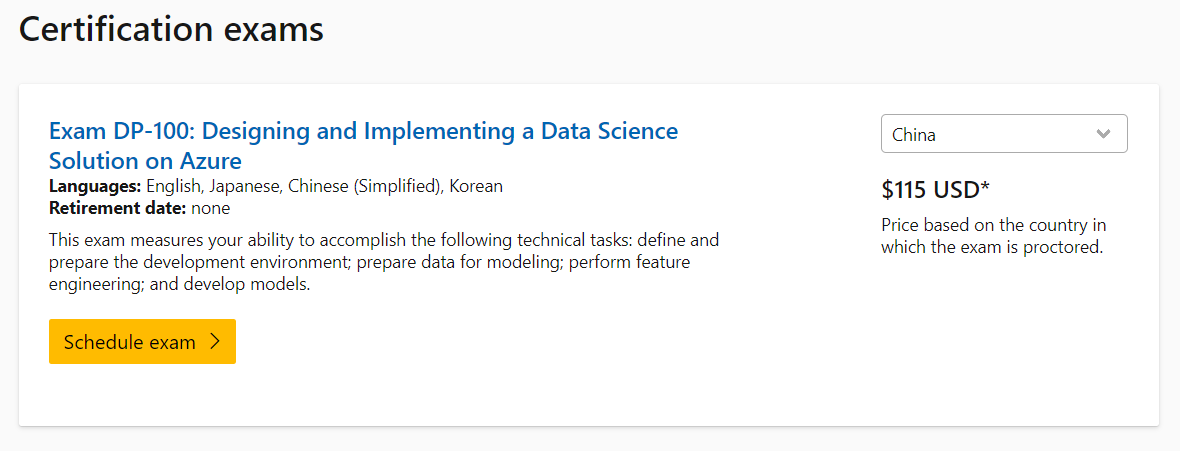 Certification exams
Exam DP-100: Designing and Implementing a Data Science
Solution on Azure
Languages: English, Japanese, Chinese (Simplified), Korean
Retirement date: none
This exam measures your ability to accomplish the following technical tasks: define and
prepare the development environment; prepare data for modeling; perform feature
engineering; and develop models.
Schedule exam
China
$115 USD*
Price based on the country in
which the exam is proctored.